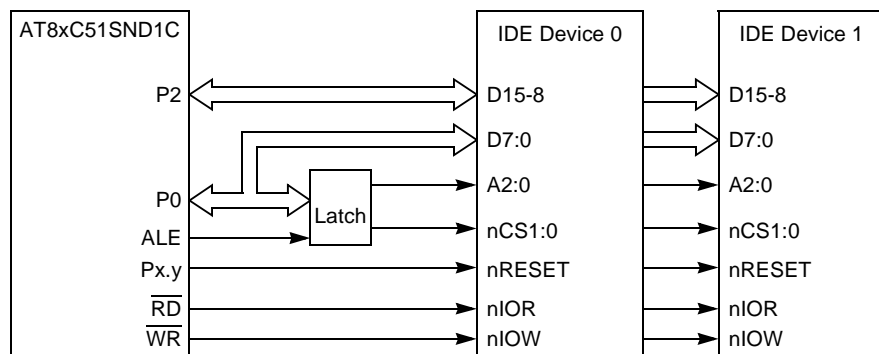 AT8xC51SND1C
IDE Device 0
IDE Device 1
P2
D15-8
D15-8
D7:0
D7:0
P0
Latch
A2:0
A2:0
ALE
nCS1:0
nCS1:0
Px.y
nRESET
nRESET
RD
nIOR
nIOR
WR
nIOW
nIOW